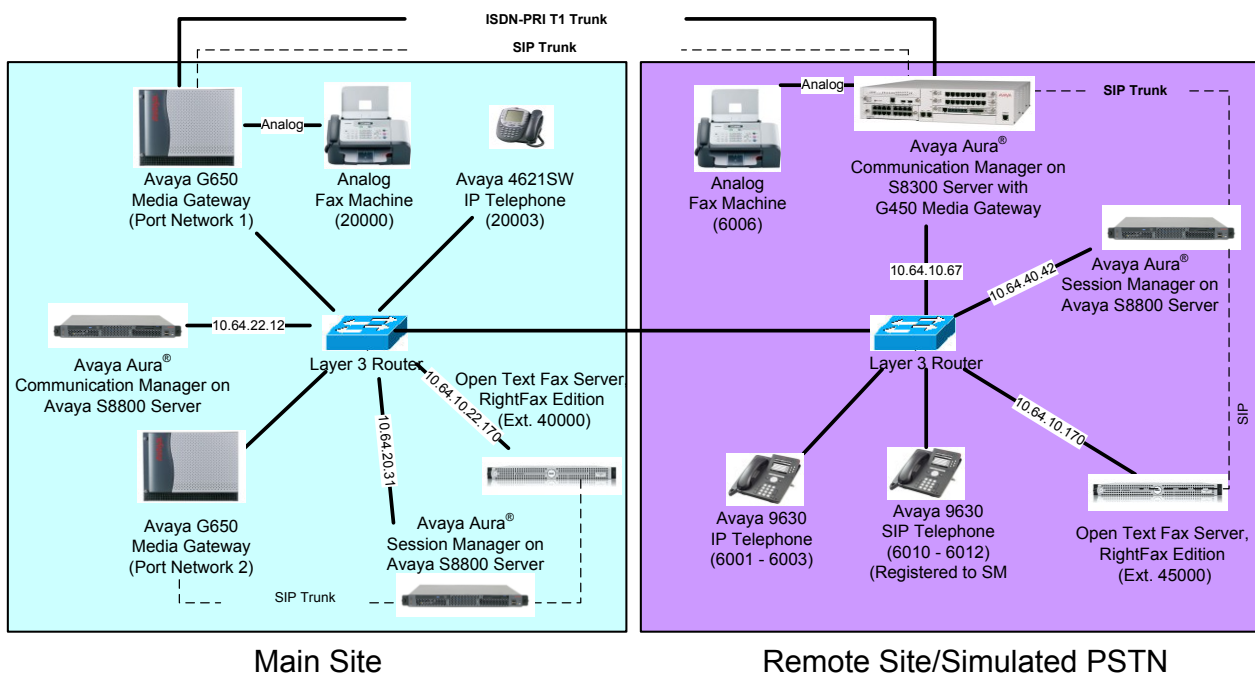 ISDN-PRI T1 Trunk
SIP Trunk
Analog
Avaya G650
Media Gateway
(Port Network 1)
Analog
Fax Machine
(20000)
Avaya 4621SW
IP Telephone
(20003)
10.64.22.12
Avaya Aura®
Communication Manager on
Avaya S8800 Server
Layer 3 Router
10.64.10.22.170
Open Text Fax Server,
RightFax Edition
(Ext. 40000)
10.64.20.31
Avaya G650
Media Gateway
(Port Network 2)
Avaya Aura®
Session Manager on
Avaya S8800 Server
SIP Trunk
Main Site
Analog
SIP Trunk
Analog
Fax Machine
(6006)
Avaya Aura®
Communication Manager on
S8300 Server with
G450 Media Gateway
10.64.10.67
10.64.40.42
Avaya Aura®
Session Manager on
Avaya S8800 Server
Layer 3 Router
10.64.10.170
SIP
Avaya 9630
IP Telephone
(6001 - 6003)
Avaya 9630
SIP Telephone
(6010 - 6012)
(Registered to SM
Open Text Fax Server,
RightFax Edition
(Ext. 45000)
Remote Site/Simulated PSTN